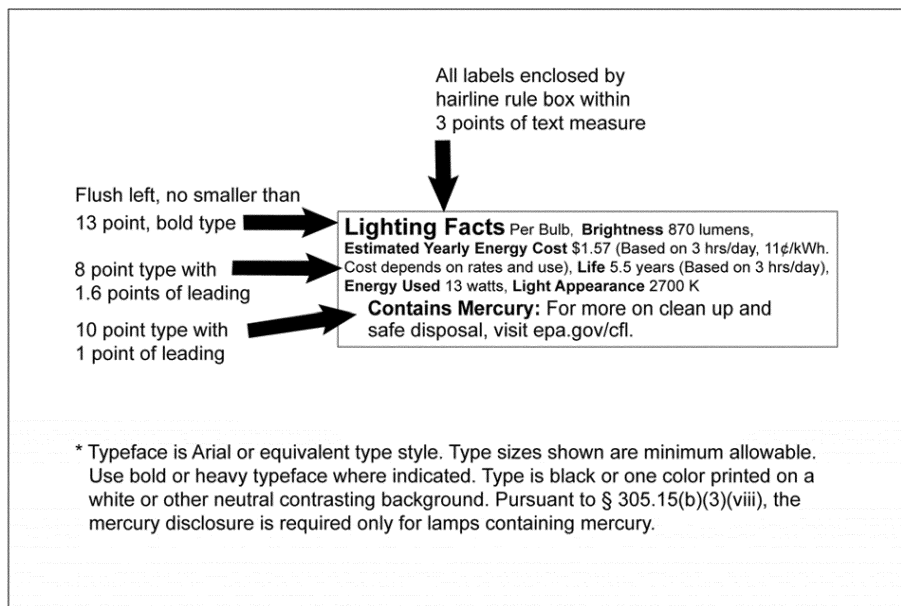 All labels enclosed by
hairline rule box within
3 points of text measure
Flush left, no smaller than
13 point, bold type
8 point type with
1.6 points of leading
10 point type with
1 point of leading
Lighting Facts Per Bulb, Brightness 870 lumens,
Estimated Yearly Energy Cost $1.57 (Based on 3 hrs/day, 11¢/kWh.
Cost depends on rates and use), Life 5.5 years (Based on 3 hrs/day),
Energy Used 13 watts, Light Appearance 2700 K
Contains Mercury: For more on clean up and
safe disposal, visit epa.gov/cfl.
* Typeface is Arial or equivalent type style. Type sizes shown are minimum allowable.
Use bold or heavy typeface where indicated. Type is black or one color printed on a
white or other neutral contrasting background. Pursuant to § 305.15(b)(3)(viii), the
mercury disclosure is required only for lamps containing mercury.